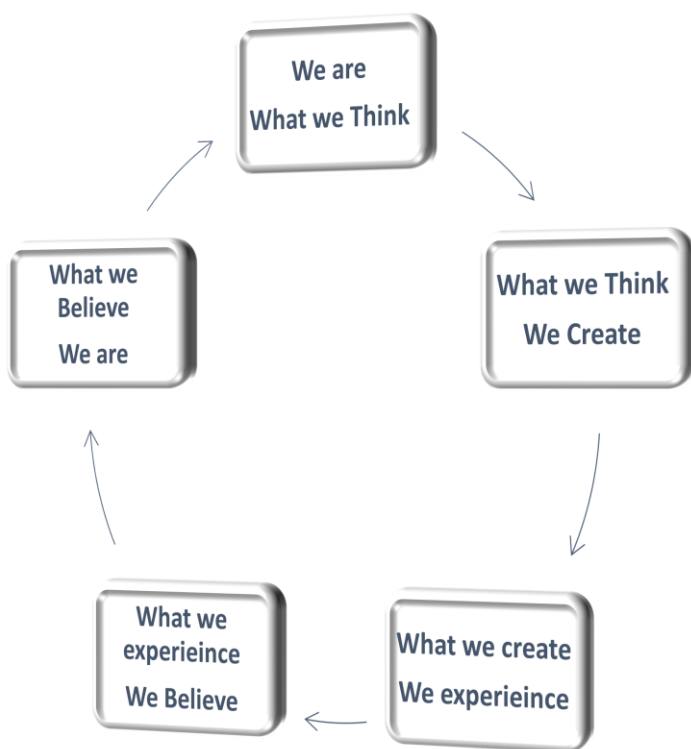 We are
What we Think
What we Think
We Create
What we create
We experieince
What we
experieince
We Believe
What we
Believe
We are